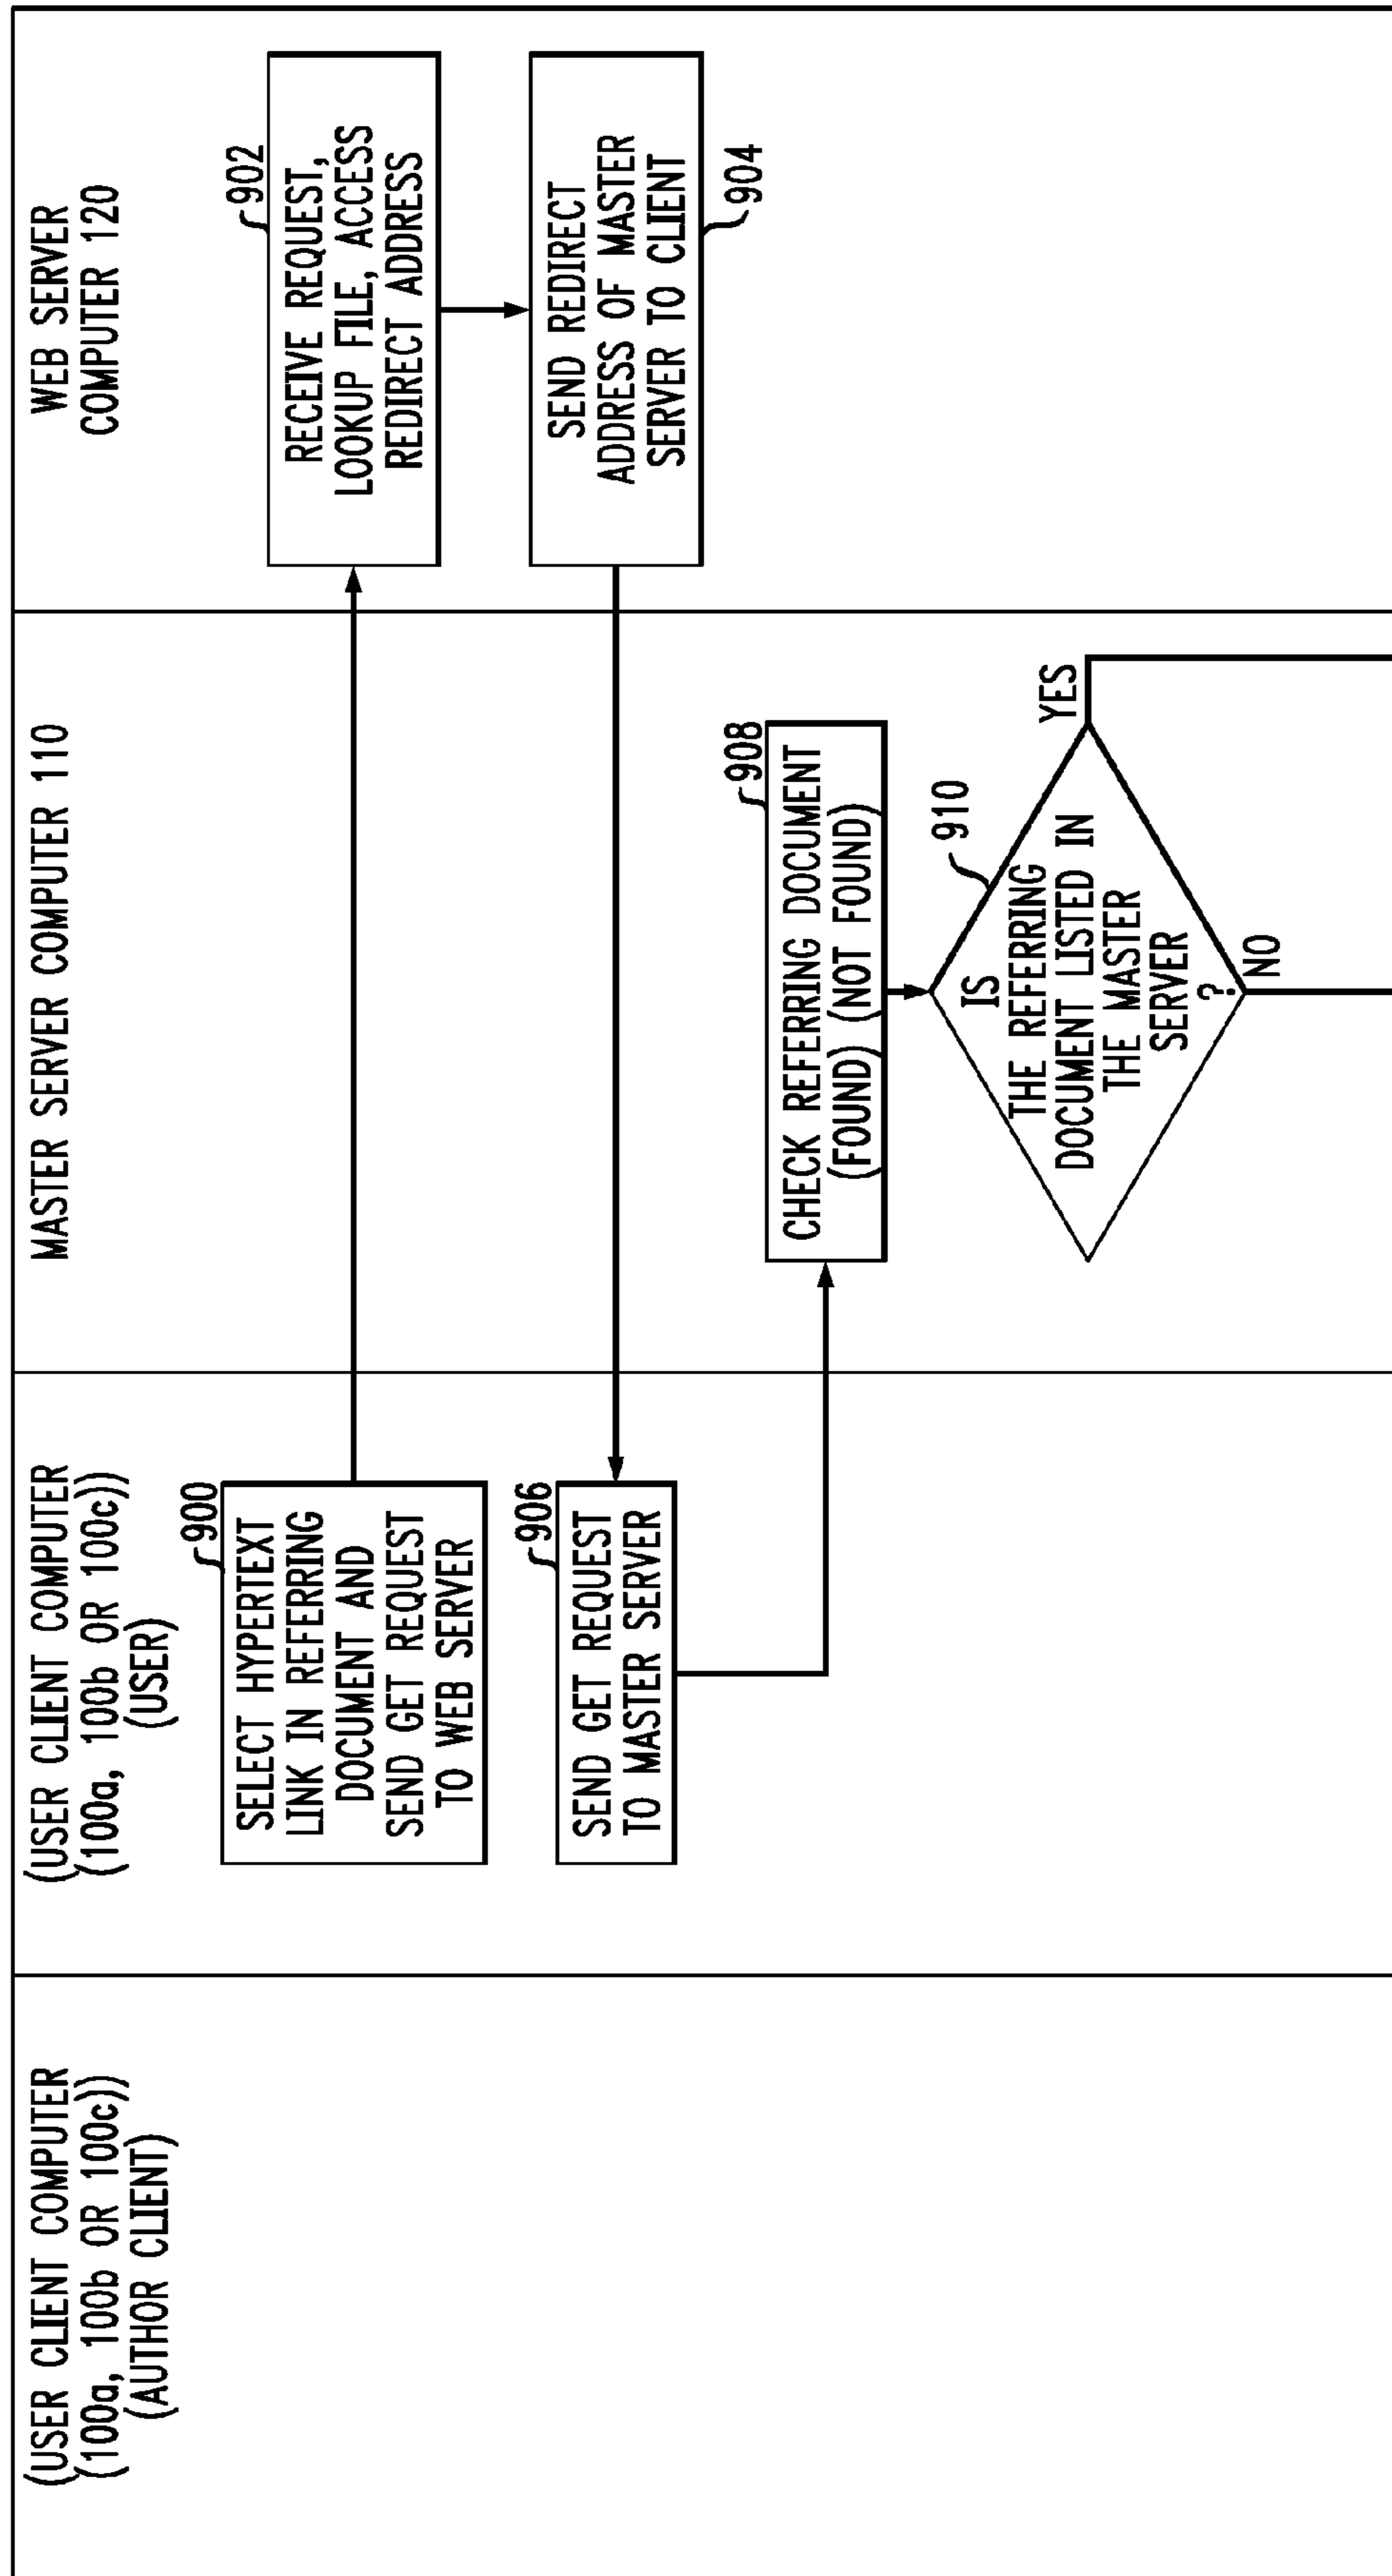 (USER CLIENT COMPUTER
(100a, 100b OR 100c))
(AUTHOR CLIENT)
(USER CLIENT COMPUTER
(100a, 100b OR 100c))
(USER)
MASTER SERVER COMPUTER 110
WEB SERVER
COMPUTER 120
900
SELECT HYPERTEXT
LINK IN REFERRING
DOCUMENT AND
SEND GET REQUEST
TO WEB SERVER
902
RECEIVE REQUEST,
LOOKUP FILE, ACCESS
REDIRECT ADDRESS
SEND REDIRECT
ADDRESS OF MASTER
SERVER TO CLIENT
904
906
SEND GET REQUEST
TO MASTER SERVER
908
CHECK REFERRING DOCUMENT
(FOUND) (NOT FOUND)
910
IS
THE REFERRING
DOCUMENT LISTED IN
THE MASTER
SERVER
?
YES
NO